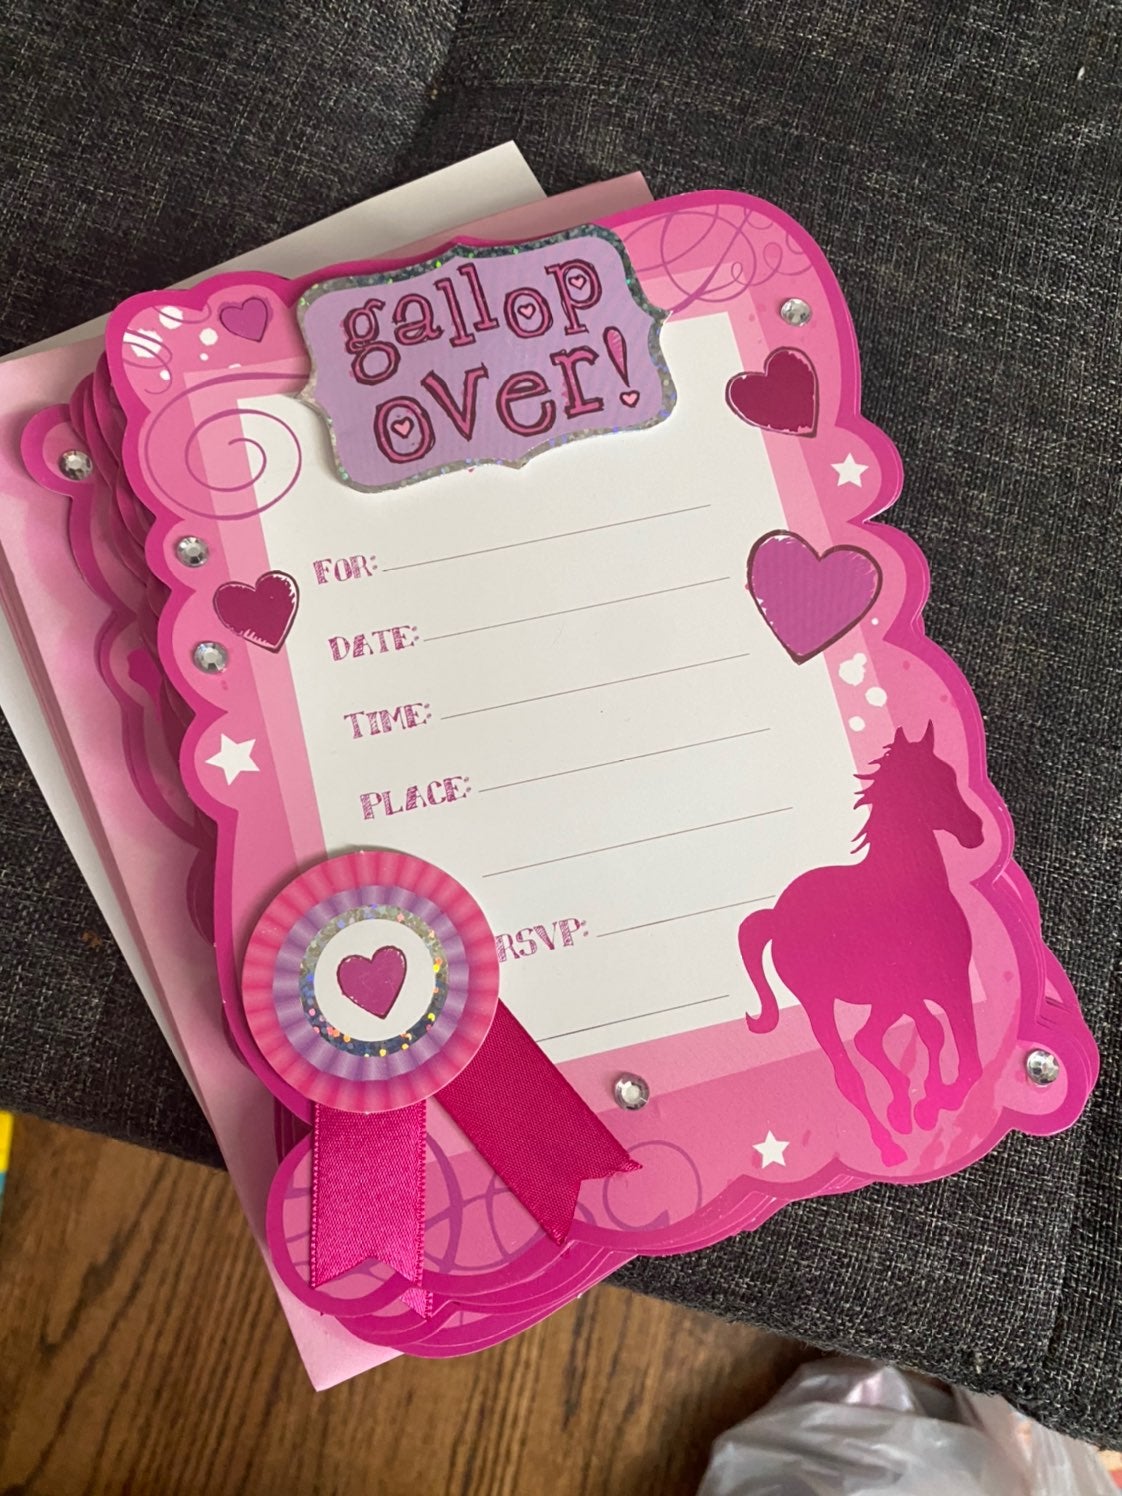 gallop
over!
FOR:
DATE:
TIME:
PLACE:
RSVP: